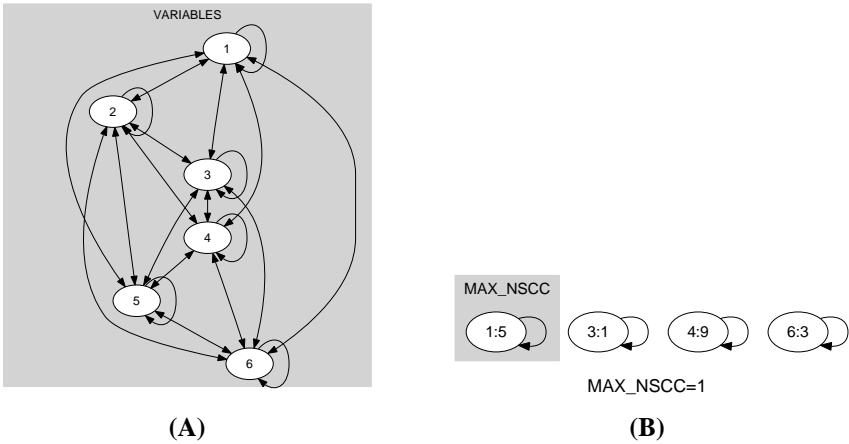 VARIABLES
1
2
3
4
5
6
(A)
MAX_NSCC
1:5 3:1 4:9 6:3
MAX_NSCC=1
(B)